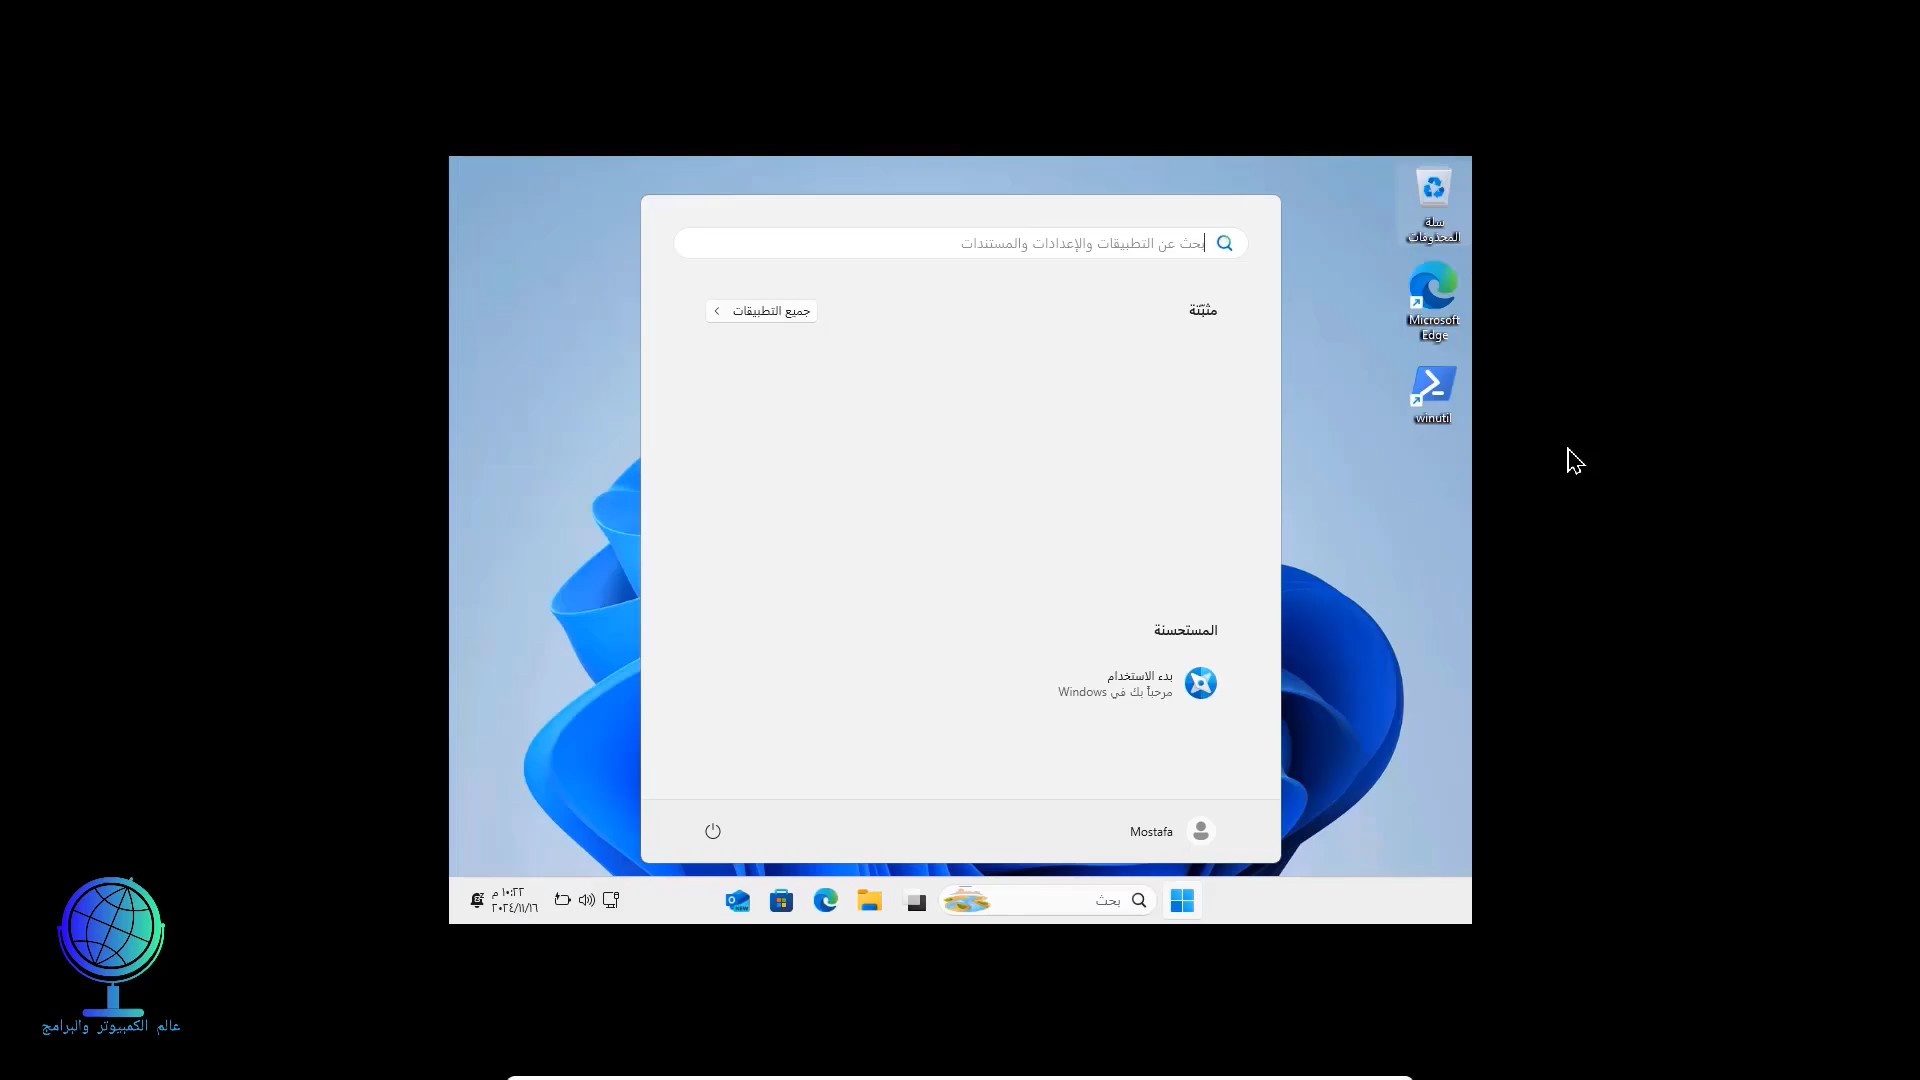 سلة
المحذوفات
Microsoft
Edge
winutil
بحث عن التطبيقات والإعدادات والمستندات
مثبّتة
جميع التطبيقات
المستحسنة
بدء الاستخدام
مرحباً بك في Windows
Mostafa
بحث
١٠:٢٢ م
٢٠٢٤/١١/١٦
عالم الكمبيوتر والبرامج